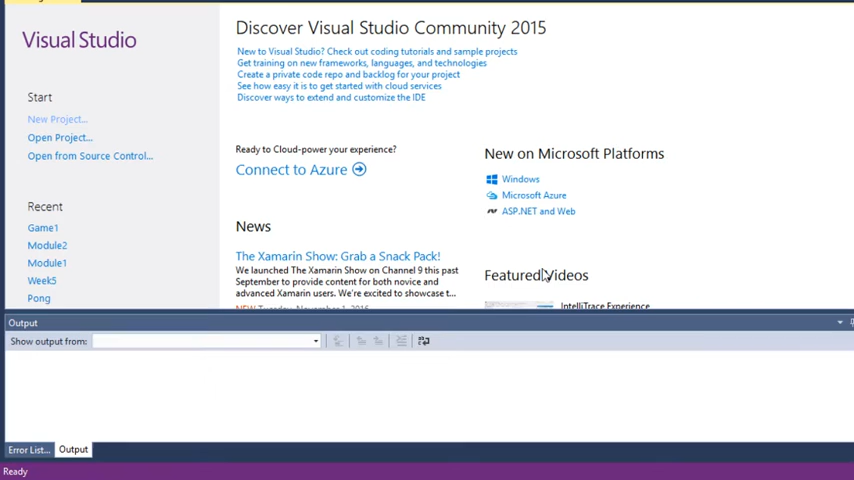 Visual Studio
Discover Visual Studio Community 2015
New to Visual Studio? Check out coding tutorials and sample projects
Get training on new frameworks, languages, and technologies
Create a private code repo and backlog for your project
See how easy it is to get started with cloud services
Discover ways to extend and customize the IDE
Start
New Project...
Open Project...
Open from Source Control...
Recent
Game1
Module2
Module1
Week5
Pong
Ready to Cloud-power your experience?
Connect to Azure
News
The Xamarin Show: Grab a Snack Pack!
We launched The Xamarin Show on Channel 9 this past
September to provide content for both novice and
advanced Xamarin users. We're excited to showcase t...
NEW Tuesday, November 1, 2016
New on Microsoft Platforms
Windows
Microsoft Azure
ASP.NET and Web
Featured Videos
IntelliTrace Experience
Output
Show output from:
Error List...
Output
Ready